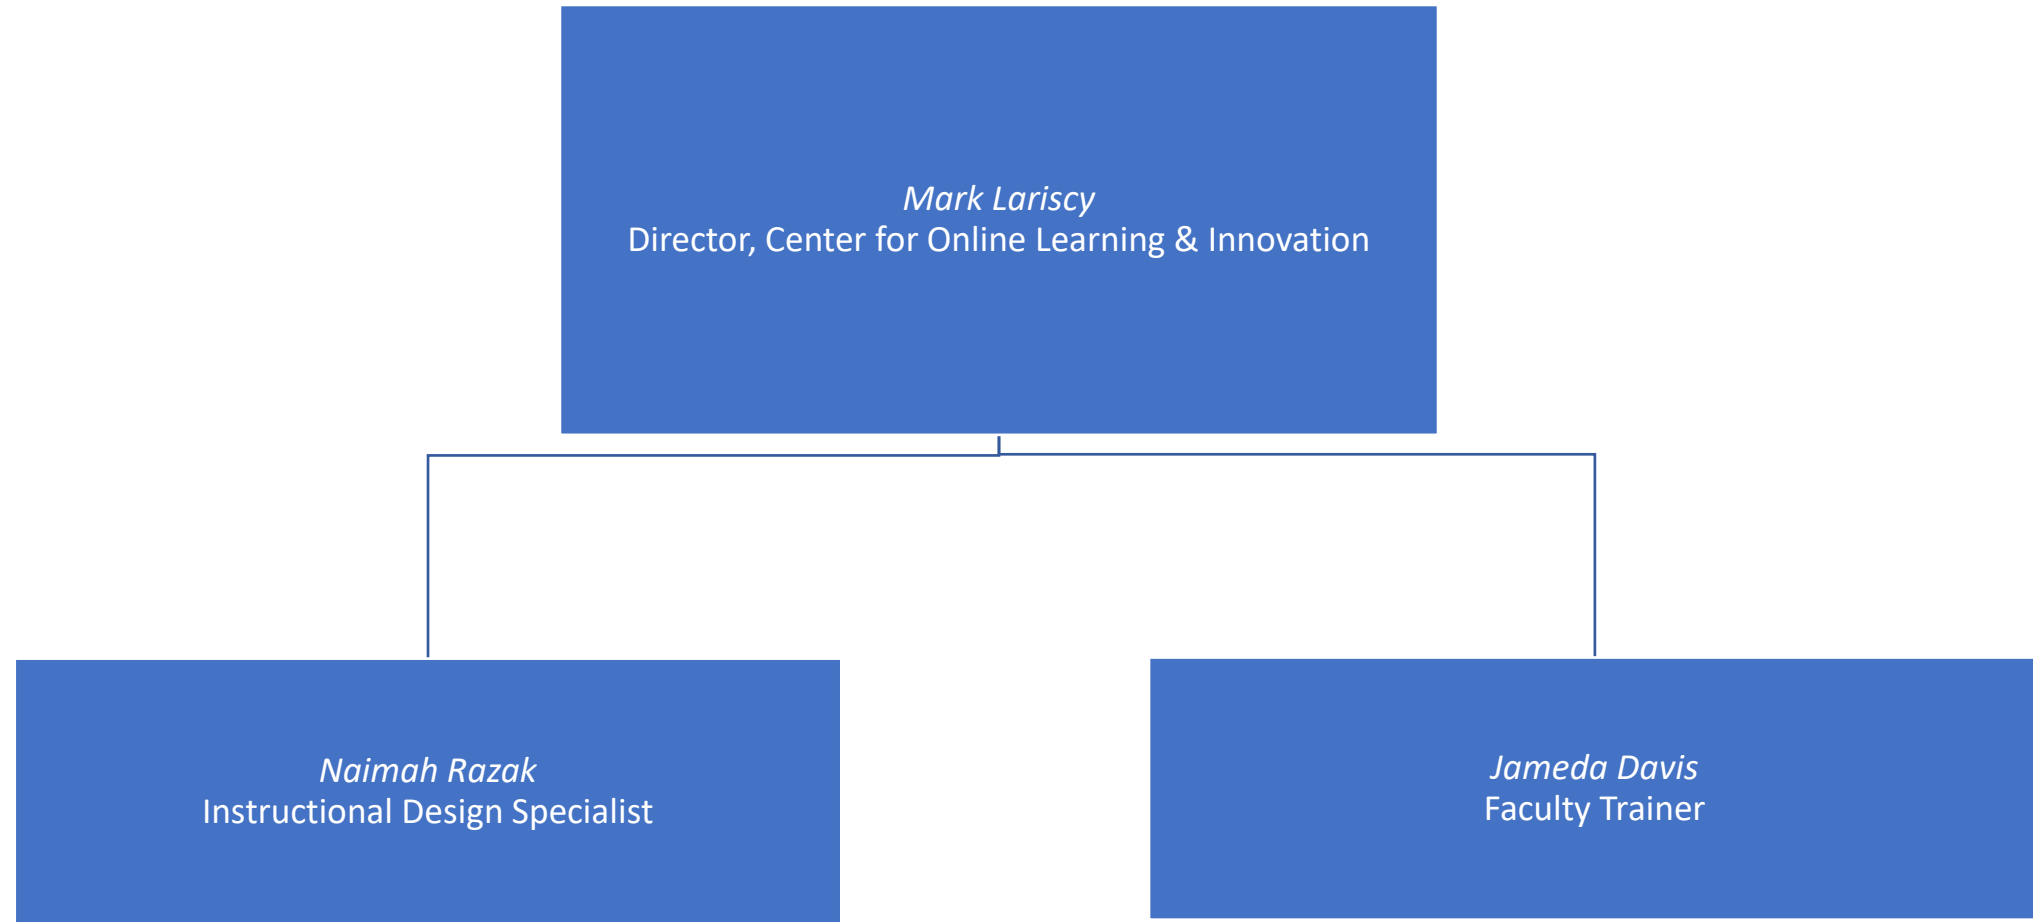 Mark Lariscy
Director, Center for Online Learning & Innovation
Naimah Razak
Instructional Design Specialist
Jameda Davis
Faculty Trainer